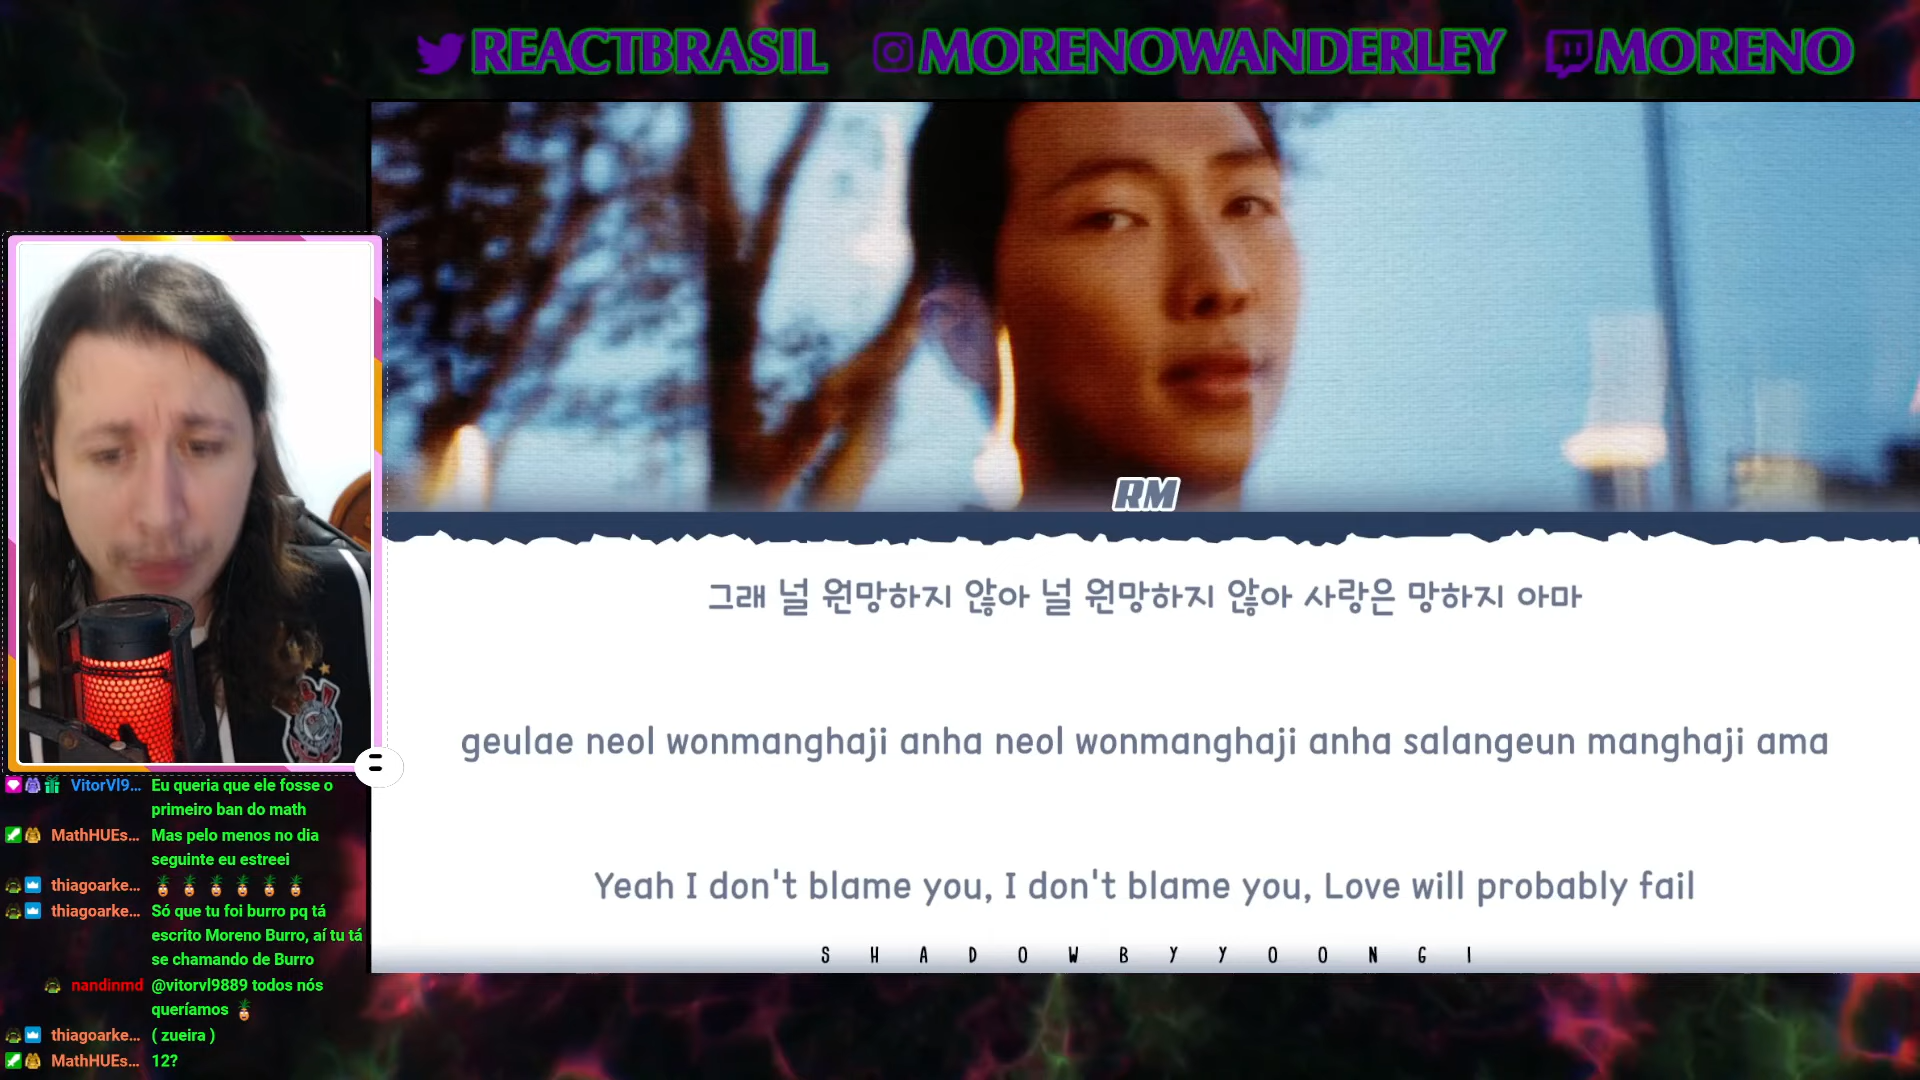 REACTBRASIL MORENOWANDERLEY MORENO
RM
그래 널 원망하지 않아 널 원망하지 않아 사랑은 망하지 아마
geulae neol wonmanghaji anha neol wonmanghaji anha salangeun manghaji ama
Yeah I don't blame you, I don't blame you, Love will probably fail
SHADOWBYYOONGI
VitorVl9... Eu queria que ele fosse o
primeiro ban do math
MathHUEs... Mas pelo menos no dia
seguinte eu estreei
thiagoarke...
thiagoarke... Só que tu foi burro pq tá
escrito Moreno Burro, aí tu tá
se chamando de Burro
nandinmd @vitorvl9889 todos nós
queríamos
thiagoarke... ( zueira )
MathHUEs... 12?